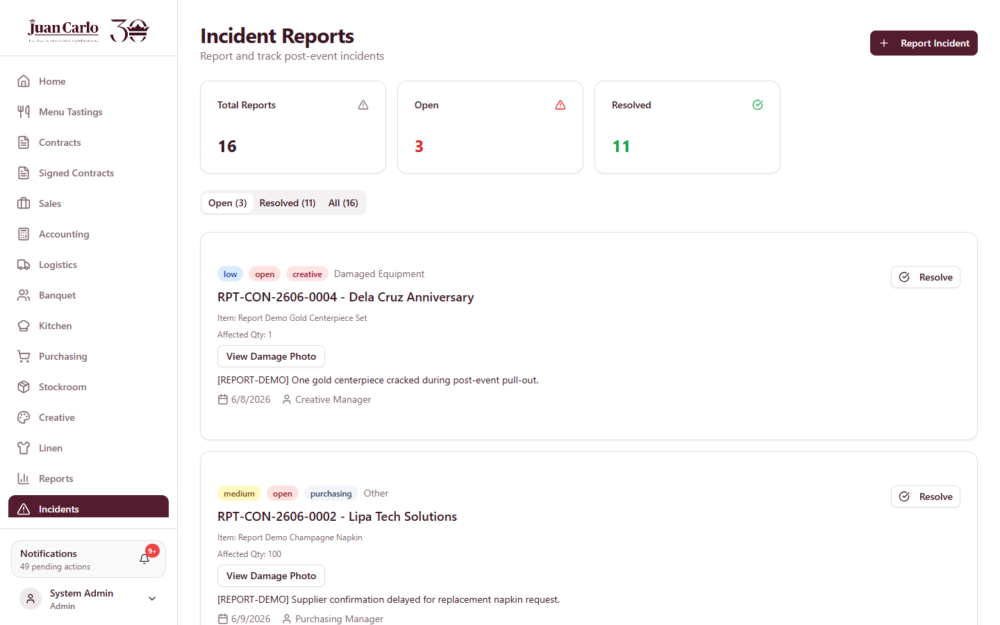 Juan Carlo 30
Home
Menu Tastings
Contracts
Signed Contracts
Sales
Accounting
Logistics
Banquet
Kitchen
Purchasing
Stockroom
Creative
Linen
Reports
Incidents
Notifications
49 pending actions
9+
System Admin
Admin
Incident Reports
Report and track post-event incidents
Report Incident
Total Reports
16
Open
3
Resolved
11
Open (3) Resolved (11) All (16)
low open creative Damaged Equipment
Resolve
RPT-CON-2606-0004 - Dela Cruz Anniversary
Item: Report Demo Gold Centerpiece Set
Affected Qty: 1
View Damage Photo
[REPORT-DEMO] One gold centerpiece cracked during post-event pull-out.
6/8/2026 Creative Manager
medium open purchasing Other
Resolve
RPT-CON-2606-0002 - Lipa Tech Solutions
Item: Report Demo Champagne Napkin
Affected Qty: 100
View Damage Photo
[REPORT-DEMO] Supplier confirmation delayed for replacement napkin request.
6/9/2026 Purchasing Manager